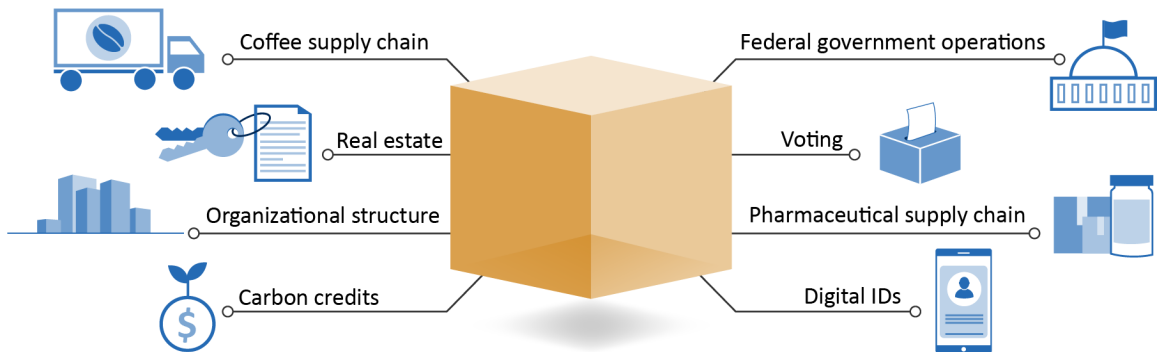 Coffee supply chain
Real estate
Organizational structure
Carbon credits
$
Federal government operations
Voting
Pharmaceutical supply chain
Digital IDs